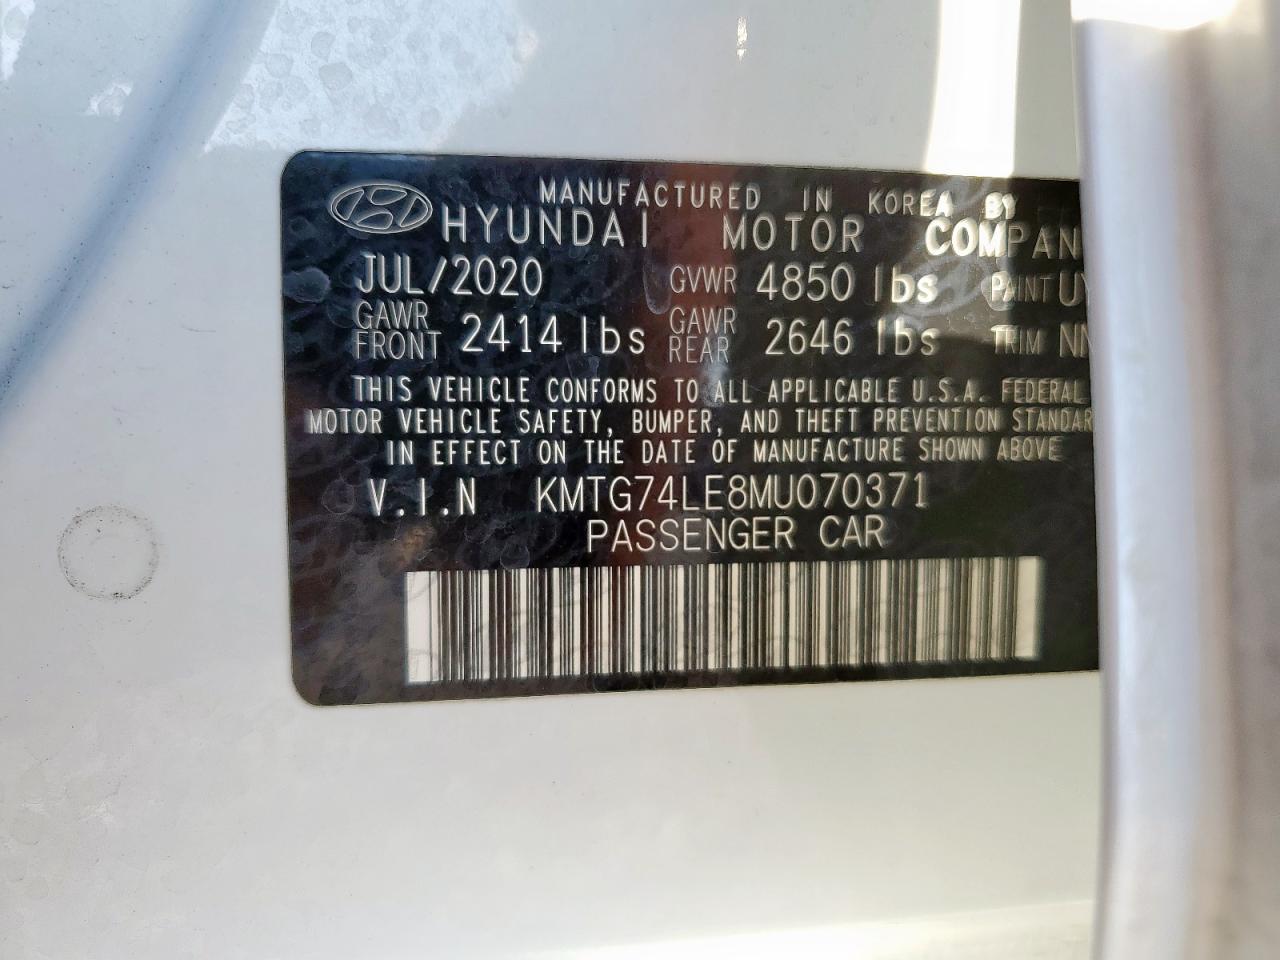 MANUFACTURED IN KOREA BY
HYUNDAI MOTOR COMPAN
JUL/2020 GVWR 4850 lbs PAINT UY
GAWR FRONT 2414 lbs GAWR REAR 2646 lbs TRIM NN
THIS VEHICLE CONFORMS TO ALL APPLICABLE U.S.A. FEDERAL
MOTOR VEHICLE SAFETY, BUMPER, AND THEFT PREVENTION STANDAR
IN EFFECT ON THE DATE OF MANUFACTURE SHOWN ABOVE
V.I.N KMTG74LE8MU070371
PASSENGER CAR